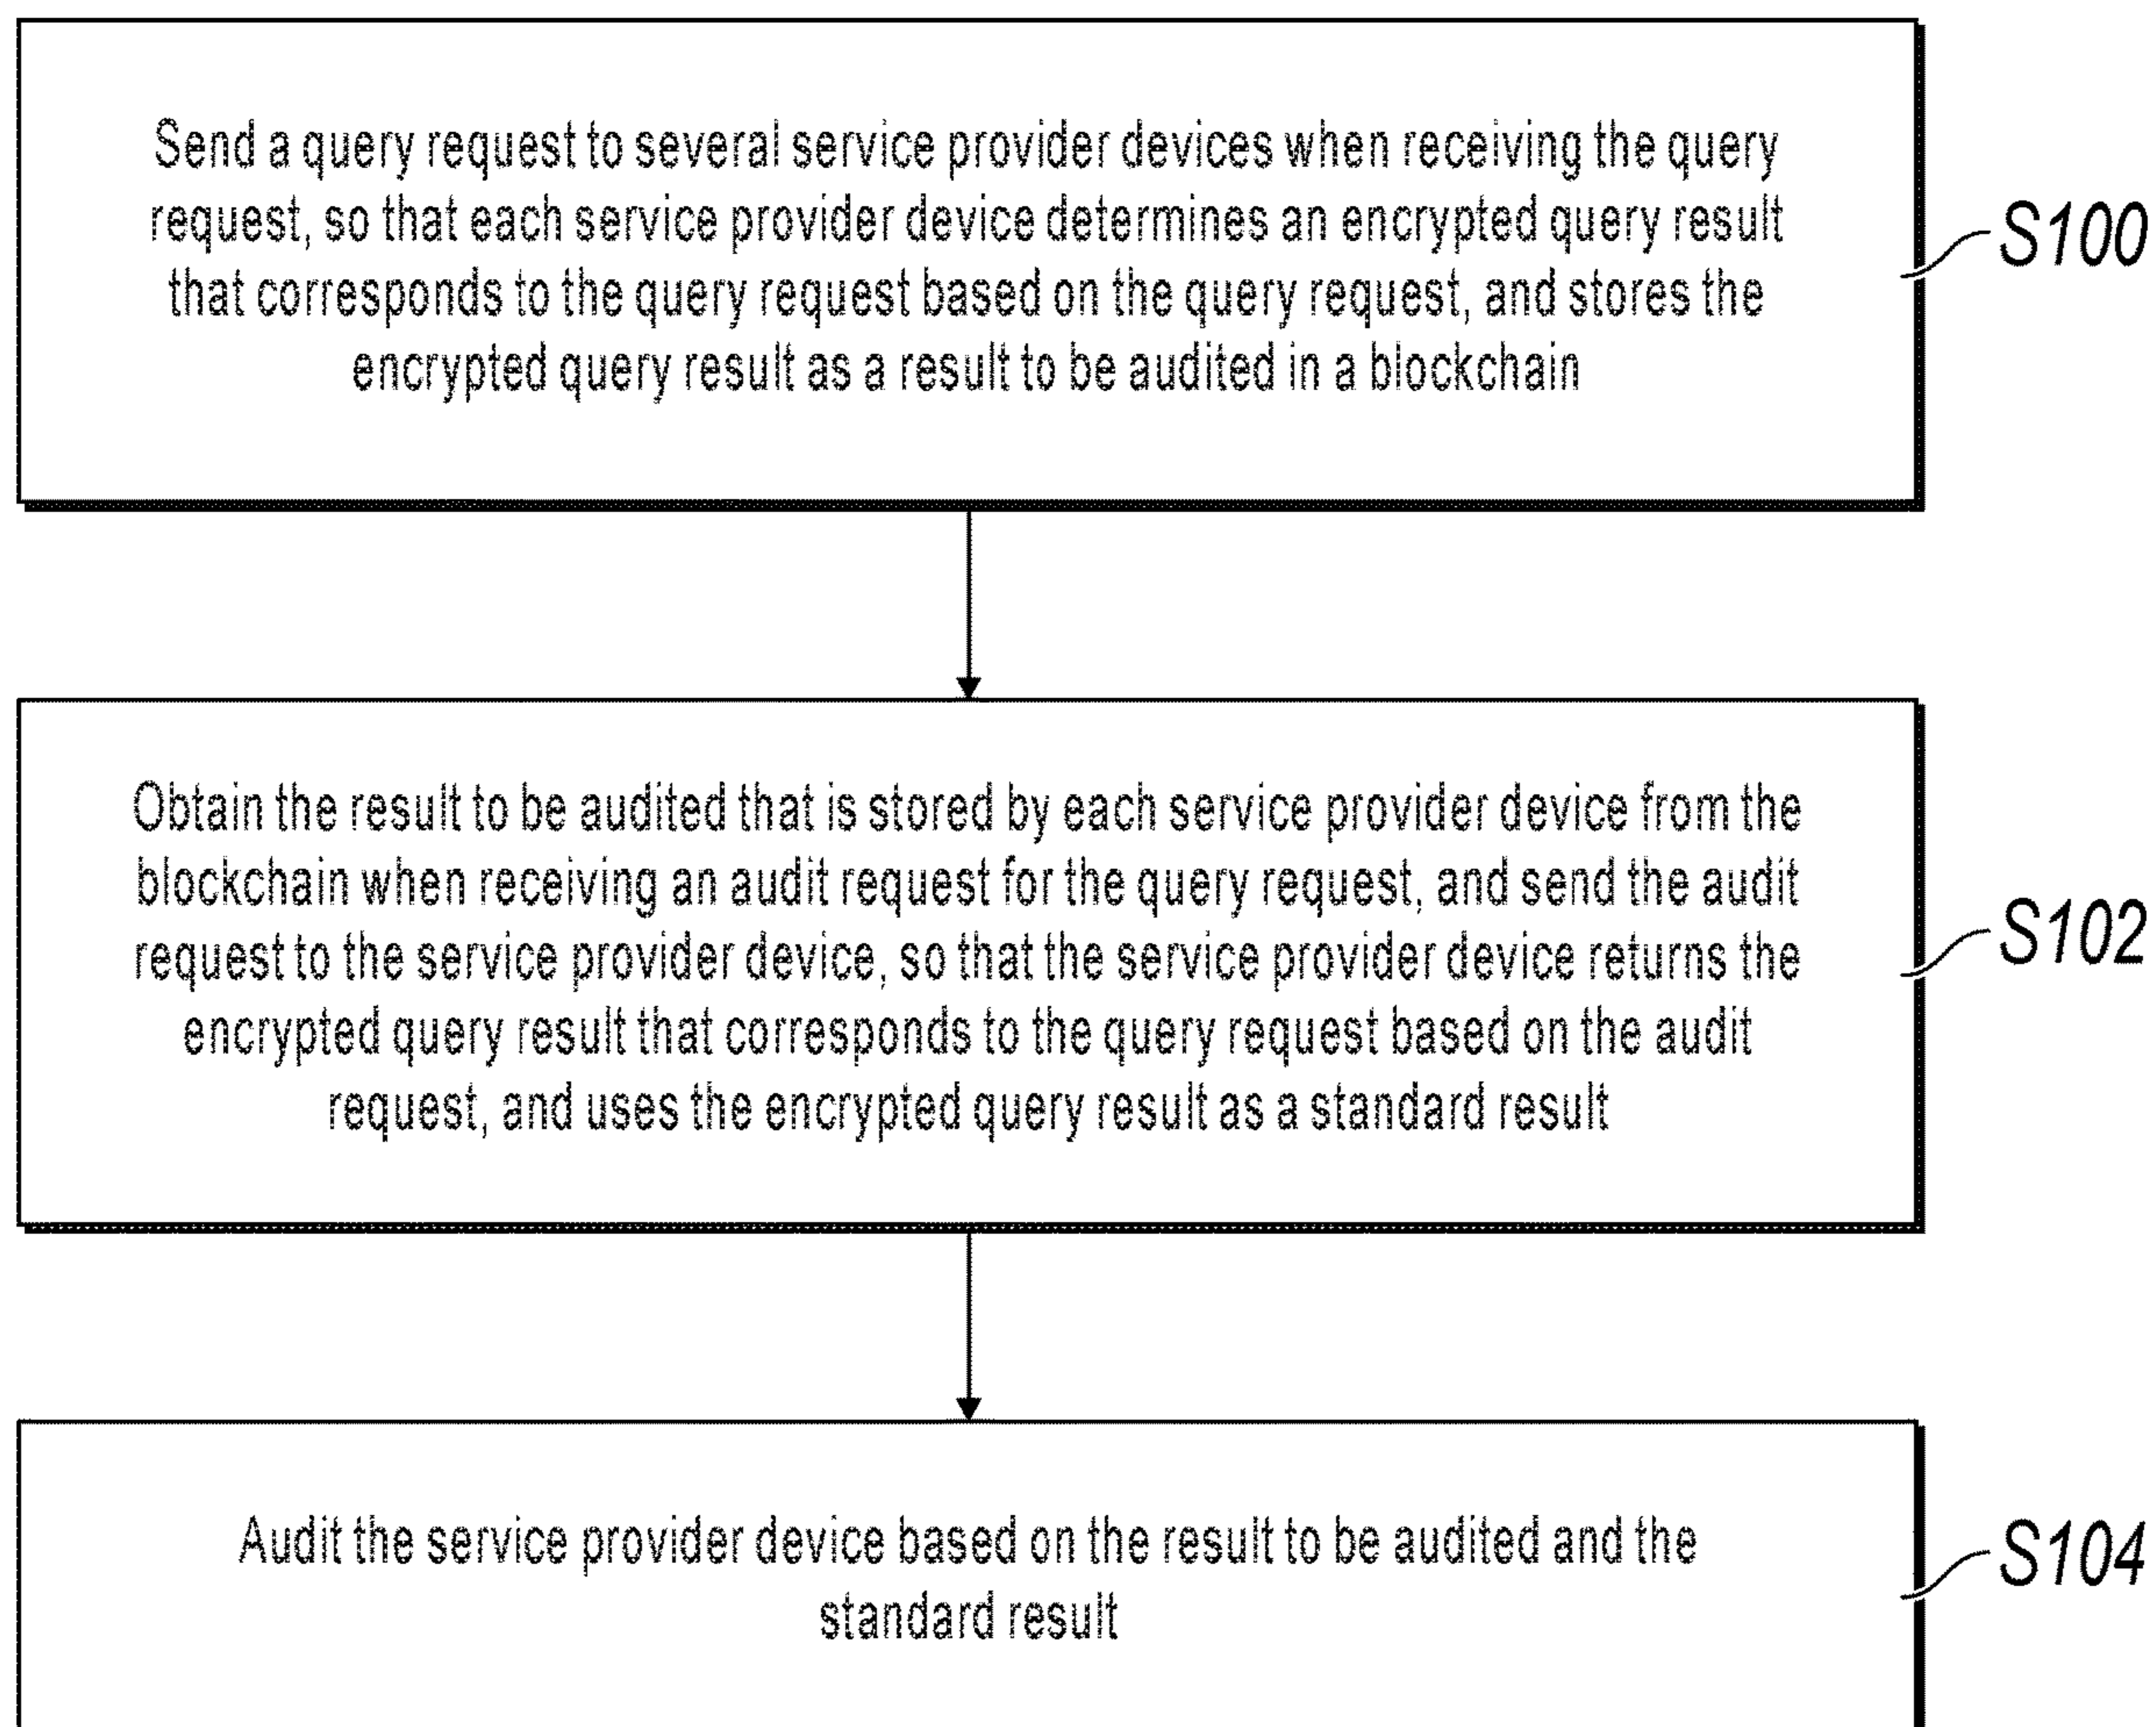 Send a query request to several service provider devices when receiving the query
request, so that each service provider device determines an encrypted query result
that corresponds to the query request based on the query request, and stores the
encrypted query result as a result to be audited in a blockchain
S100
Obtain the result to be audited that is stored by each service provider device from the
blockchain when receiving an audit request for the query request, and send the audit
request to the service provider device, so that the service provider device returns the
encrypted query result that corresponds to the query request based on the audit
request, and uses the encrypted query result as a standard result
S102
Audit the service provider device based on the result to be audited and the
standard result
S104